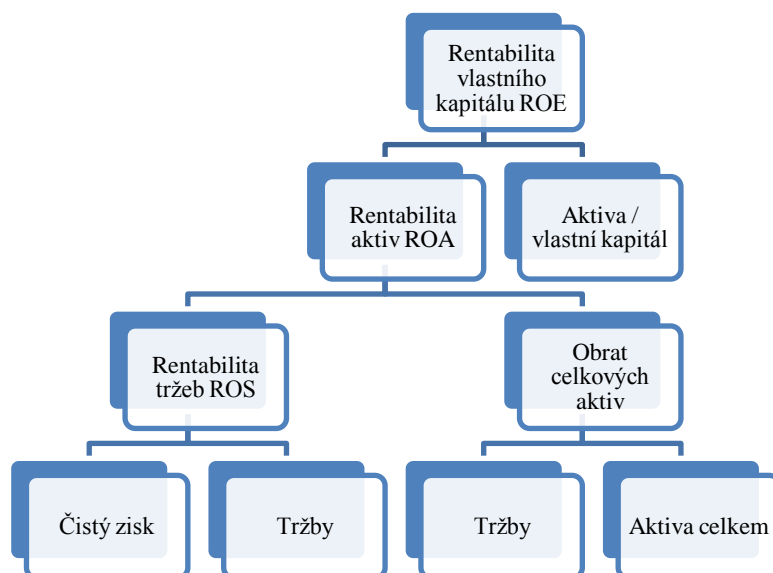 Rentabilita
vlastního
kapitálu ROE
Rentabilita
aktiv ROA
Aktiva /
vlastní kapitál
Rentabilita
tržeb ROS
Obrat
celkových
aktiv
Čistý zisk
Tržby
Tržby
Aktiva celkem